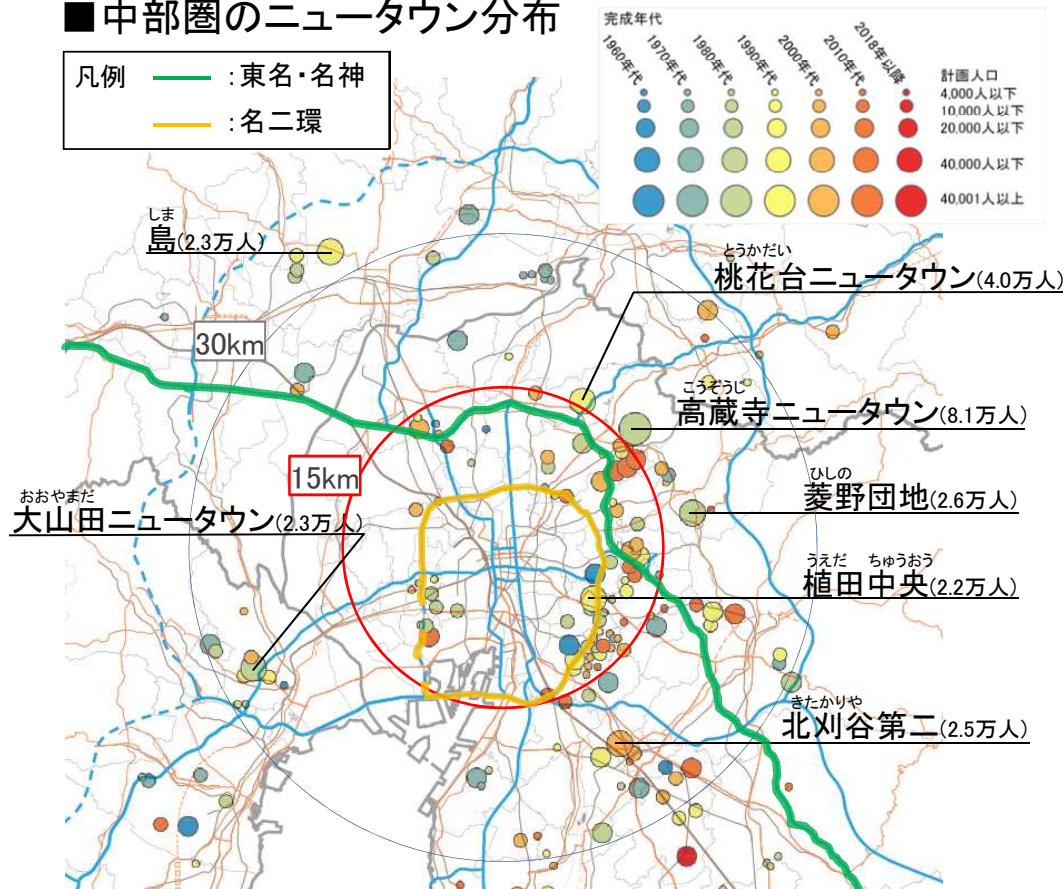 ■中部圏のニュータウン分布
凡例
：東名・名神
：名二環
完成年代
1960年代
1970年代
1980年代
1990年代
2000年代
2010年代
2018年以降
計画人口
4,000人以下
10,000人以下
20,000人以下
40,000人以下
40,001人以上
しま
島(2.3万人)
とうかだい
桃花台ニュータウン(4.0万人)
30km
こうぞうじ
高蔵寺ニュータウン(8.1万人)
15km
ひしの
菱野団地(2.6万人)
おおやまだ
大山田ニュータウン(2.3万人)
うえだ ちゅうおう
植田中央(2.2万人)
きたかりや
北刈谷第二(2.5万人)